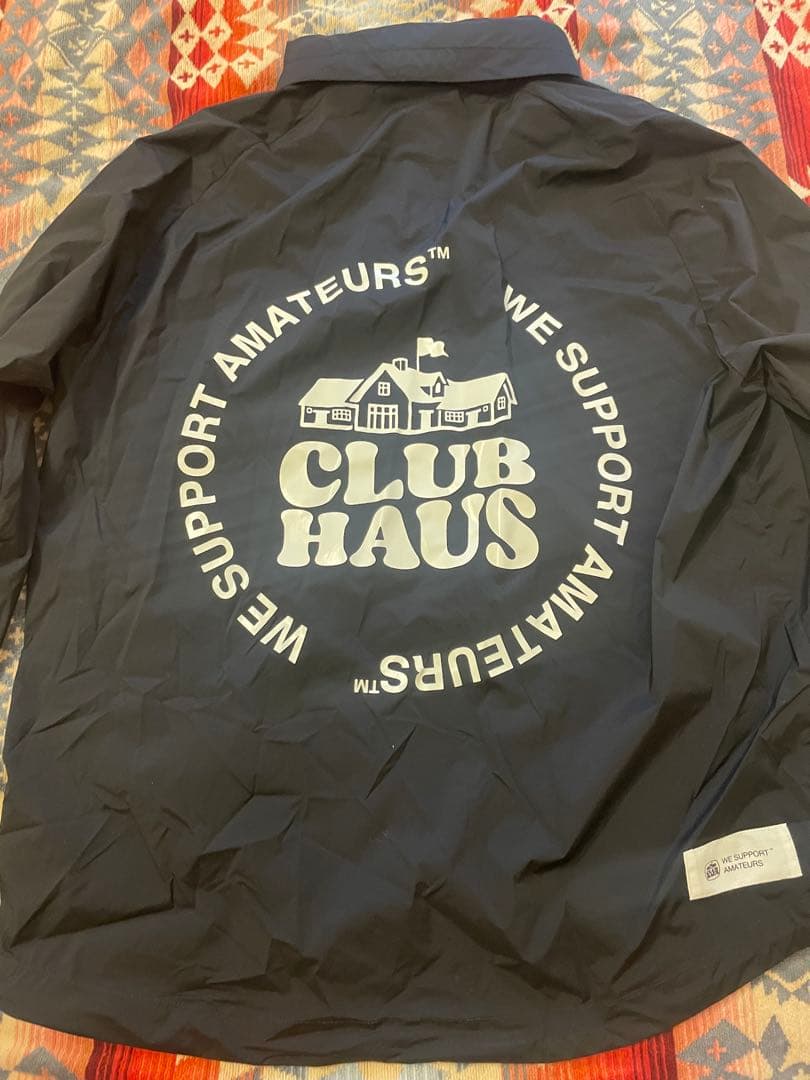 WE SUPPORT AMATEURS™
WE SUPPORT AMATEURS™
CLUB
HAUS
WE SUPPORT™
AMATEURS